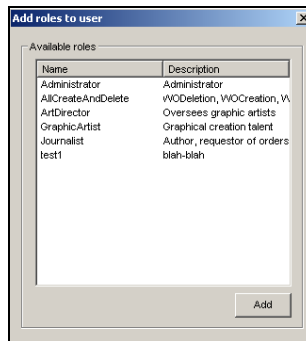 Add roles to user
Available roles
Name Description
Administrator Administrator
AllCreateAndDelete WODeletion, WOCreation, W
ArtDirector Oversees graphic artists
GraphicArtist Graphical creation talent
Journalist Author, requestor of orders
test1 blah-blah
Add